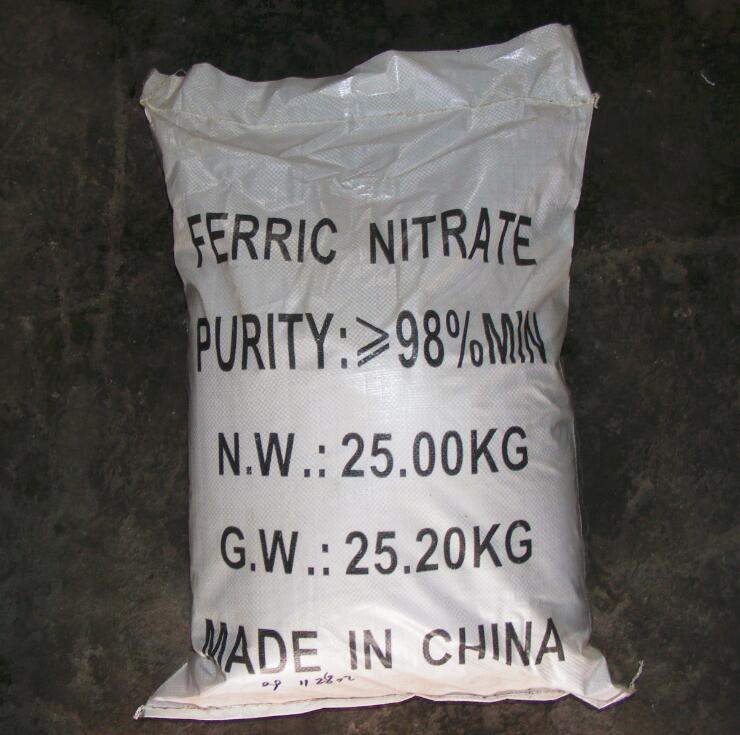 FERRIC NITRATE
PURITY:⩾98%MIN
N.W.:25.00KG
G.W.:25.20KG
MADE IN CHINA